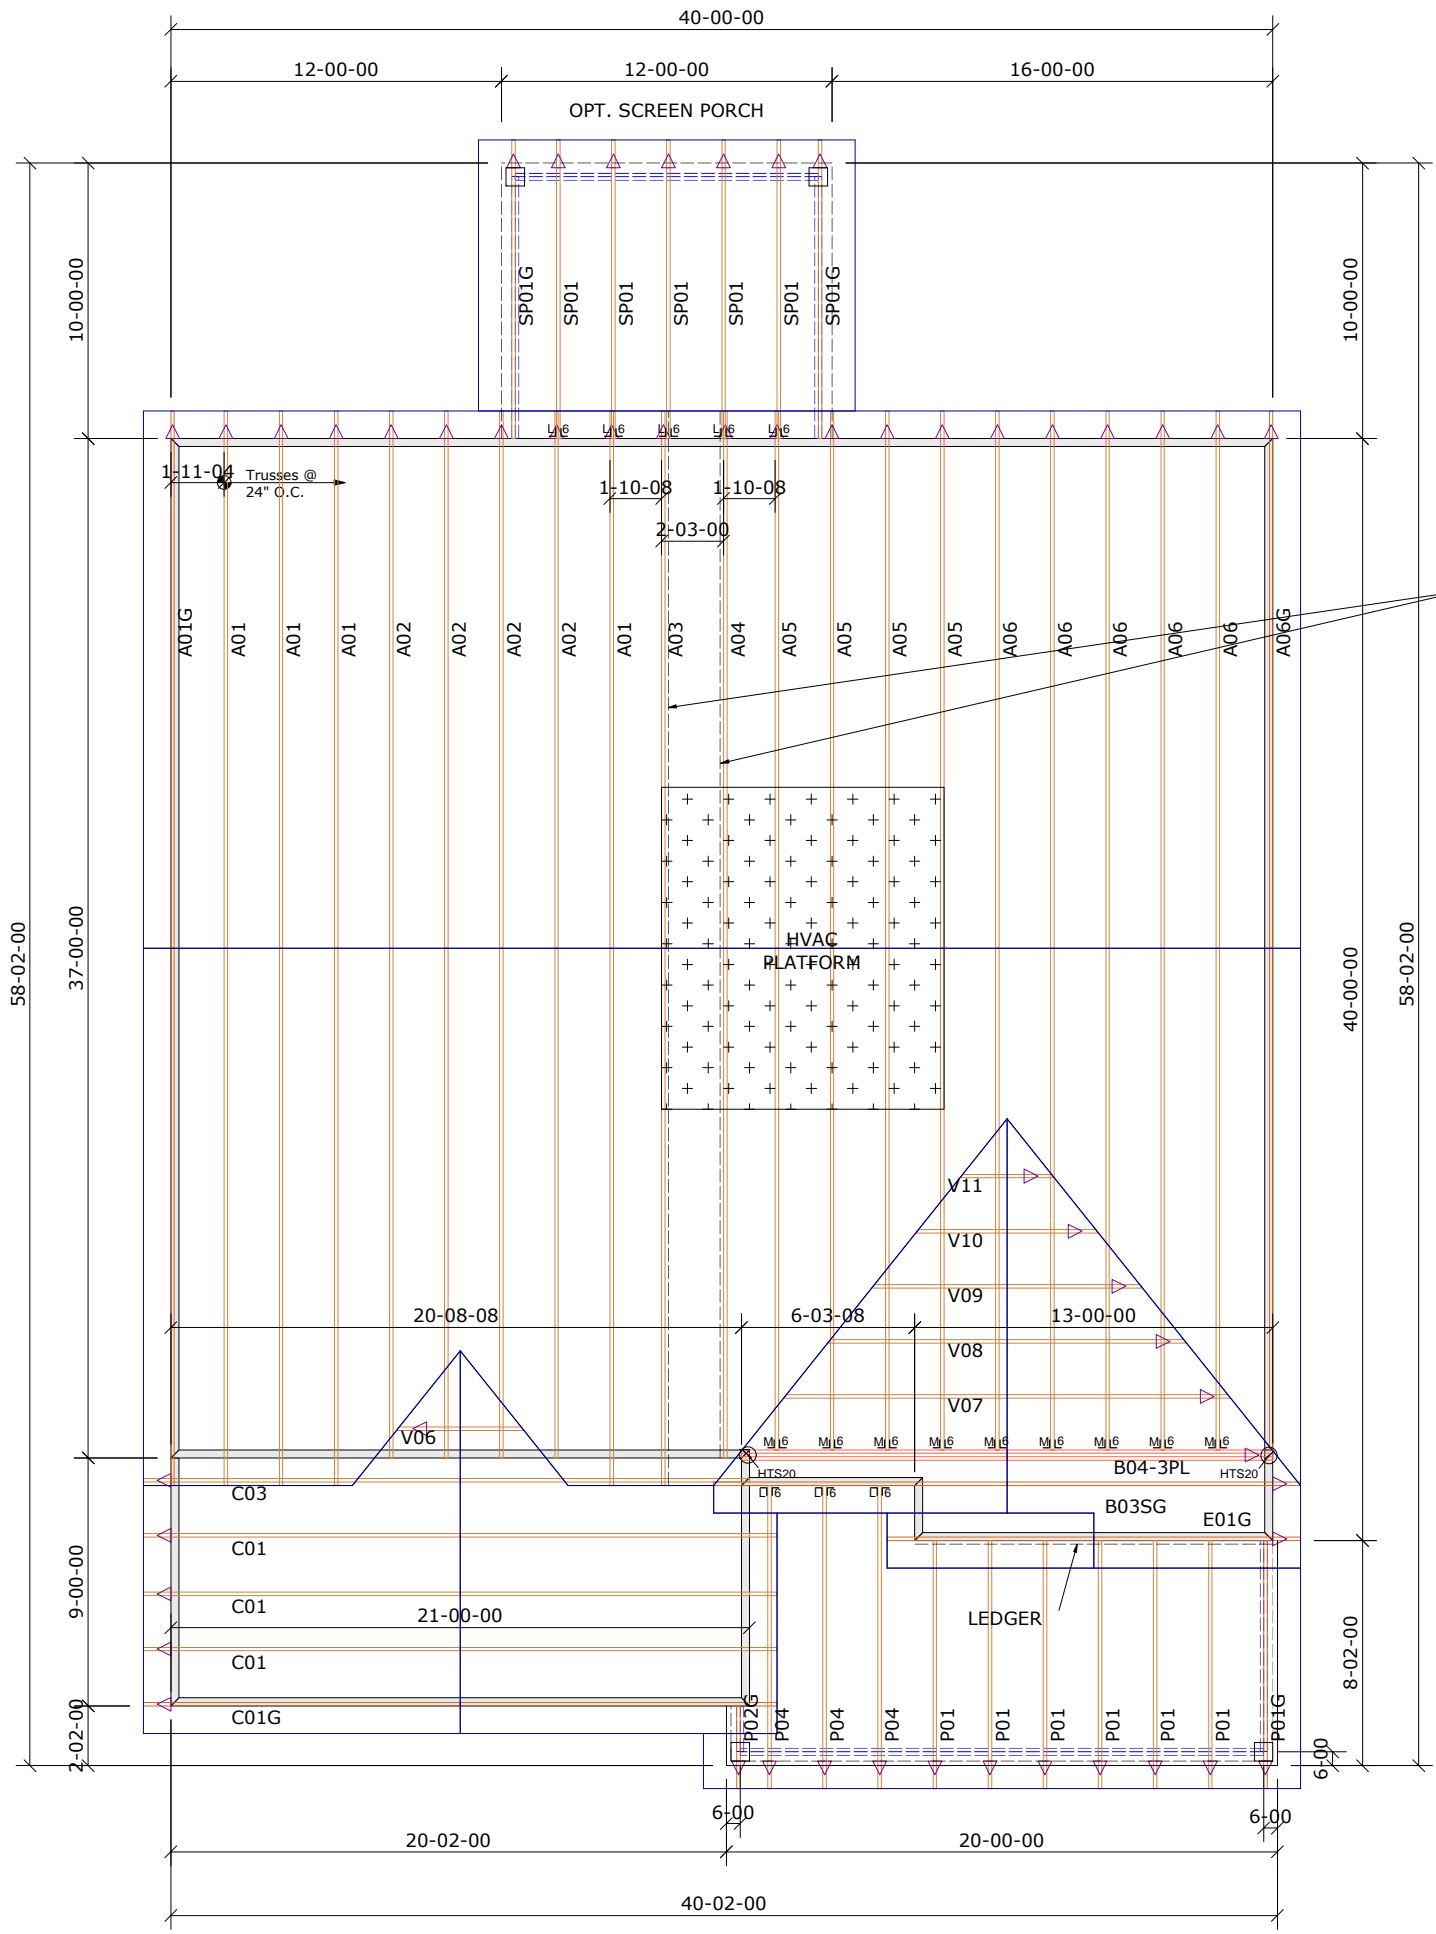 40-00-00
12-00-00
12-00-00
16-00-00
OPT. SCREEN PORCH
10-00-00
10-00-00
SP01G
SP01
SP01
SP01
SP01
SP01
SP01G
1-11-04
Trusses @
24" O.C.
1-10-08
1-10-08
2-03-00
A01G
A01
A01
A01
A02
A02
A02
A02
A01
A03
A04
A05
A05
A05
A05
A06
A06
A06
A06
A06
A06G
58-02-00
37-00-00
HVAC
PLATFORM
40-00-00
58-02-00
V11
V10
V09
20-08-08
6-03-08
13-00-00
V08
V07
V06
HTS20
B04-3PL
HTS20
C03
B03SG
E01G
C01
9-00-00
C01
21-00-00
LEDGER
C01
8-02-00
C01G
P02G
P04
P04
P04
P01
P01
P01
P01
P01
P01
P01G
2-02-00
6-00
6-00
6-00
20-02-00
20-00-00
40-02-00